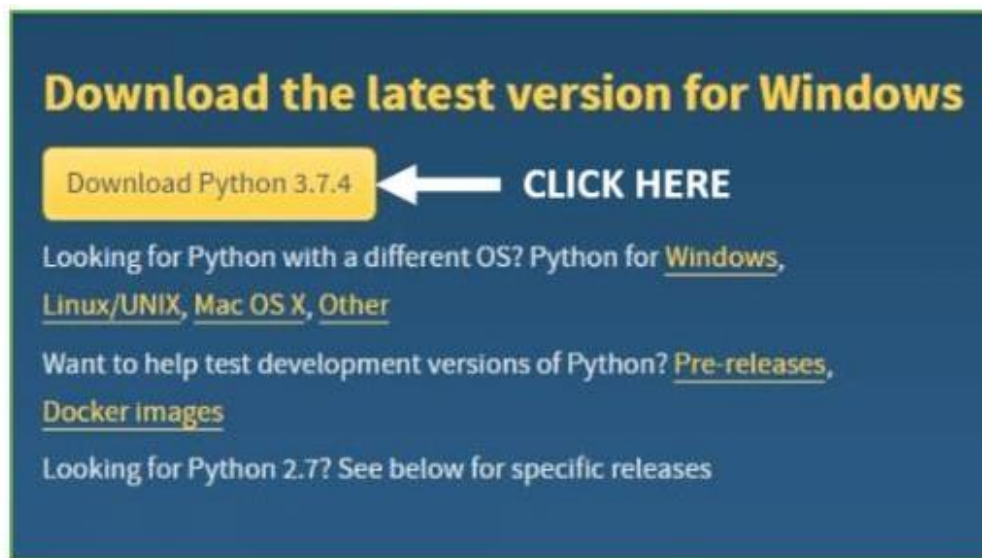 Download the latest version for Windows
Download Python 3.7.4 CLICK HERE
Looking for Python with a different OS? Python for Windows,
Linux/UNIX, Mac OS X, Other
Want to help test development versions of Python? Pre-releases,
Docker images
Looking for Python 2.7? See below for specific releases